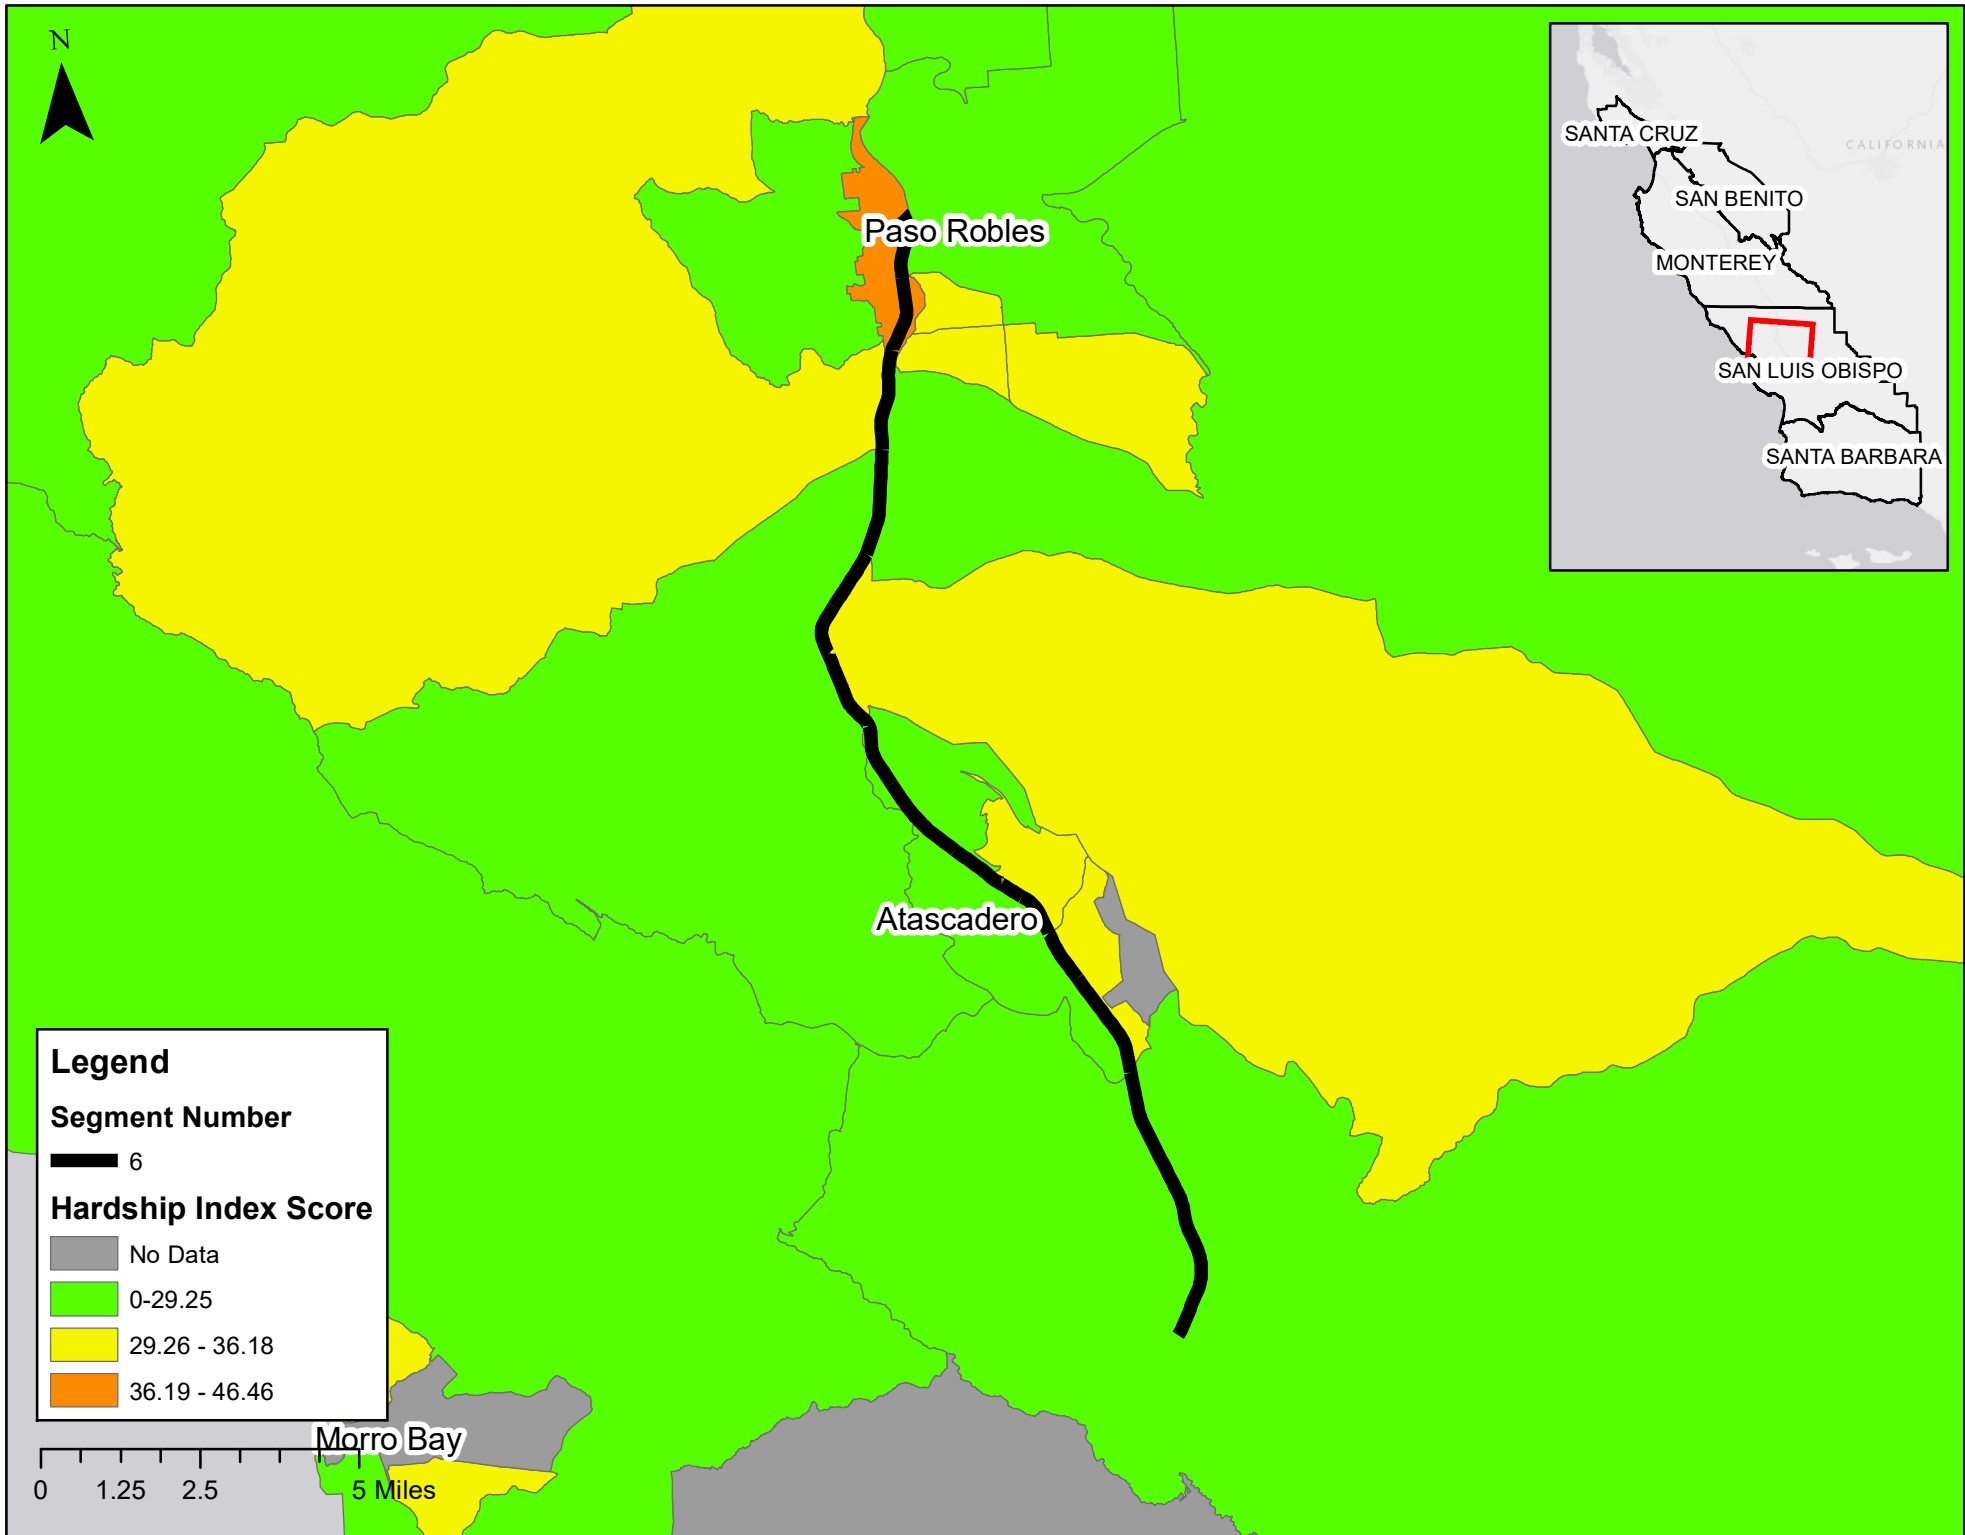 N
Paso Robles
Atascadero
Morro Bay
SANTA CRUZ
CALIFORNIA
SAN BENITO
MONTEREY
SAN LUIS OBISPO
SANTA BARBARA
Legend
Segment Number
6
Hardship Index Score
No Data
0-29.25
29.26 - 36.18
36.19 - 46.46
0 1.25 2.5 5 Miles